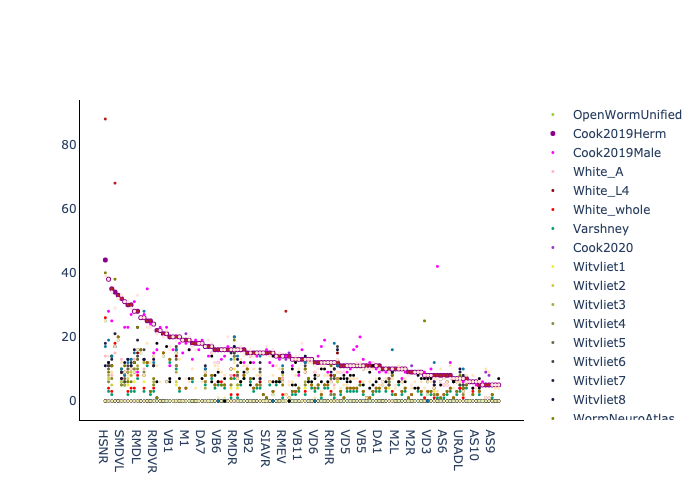 80
60
40
20
0
HSNR
SMDVL
RMDL
RMDVR
VB1
M1
DA7
VB6
RMDR
VB2
SIAVR
RMEV
VB11
VD6
RMHR
VD5
VB5
DA1
M2L
M2R
VD3
AS6
URADL
AS10
AS9
OpenWormUnified
Cook2019Herm
Cook2019Male
White_A
White_L4
White_whole
Varshney
Cook2020
Witvliet1
Witvliet2
Witvliet3
Witvliet4
Witvliet5
Witvliet6
Witvliet7
Witvliet8
WormNeuroAtlas